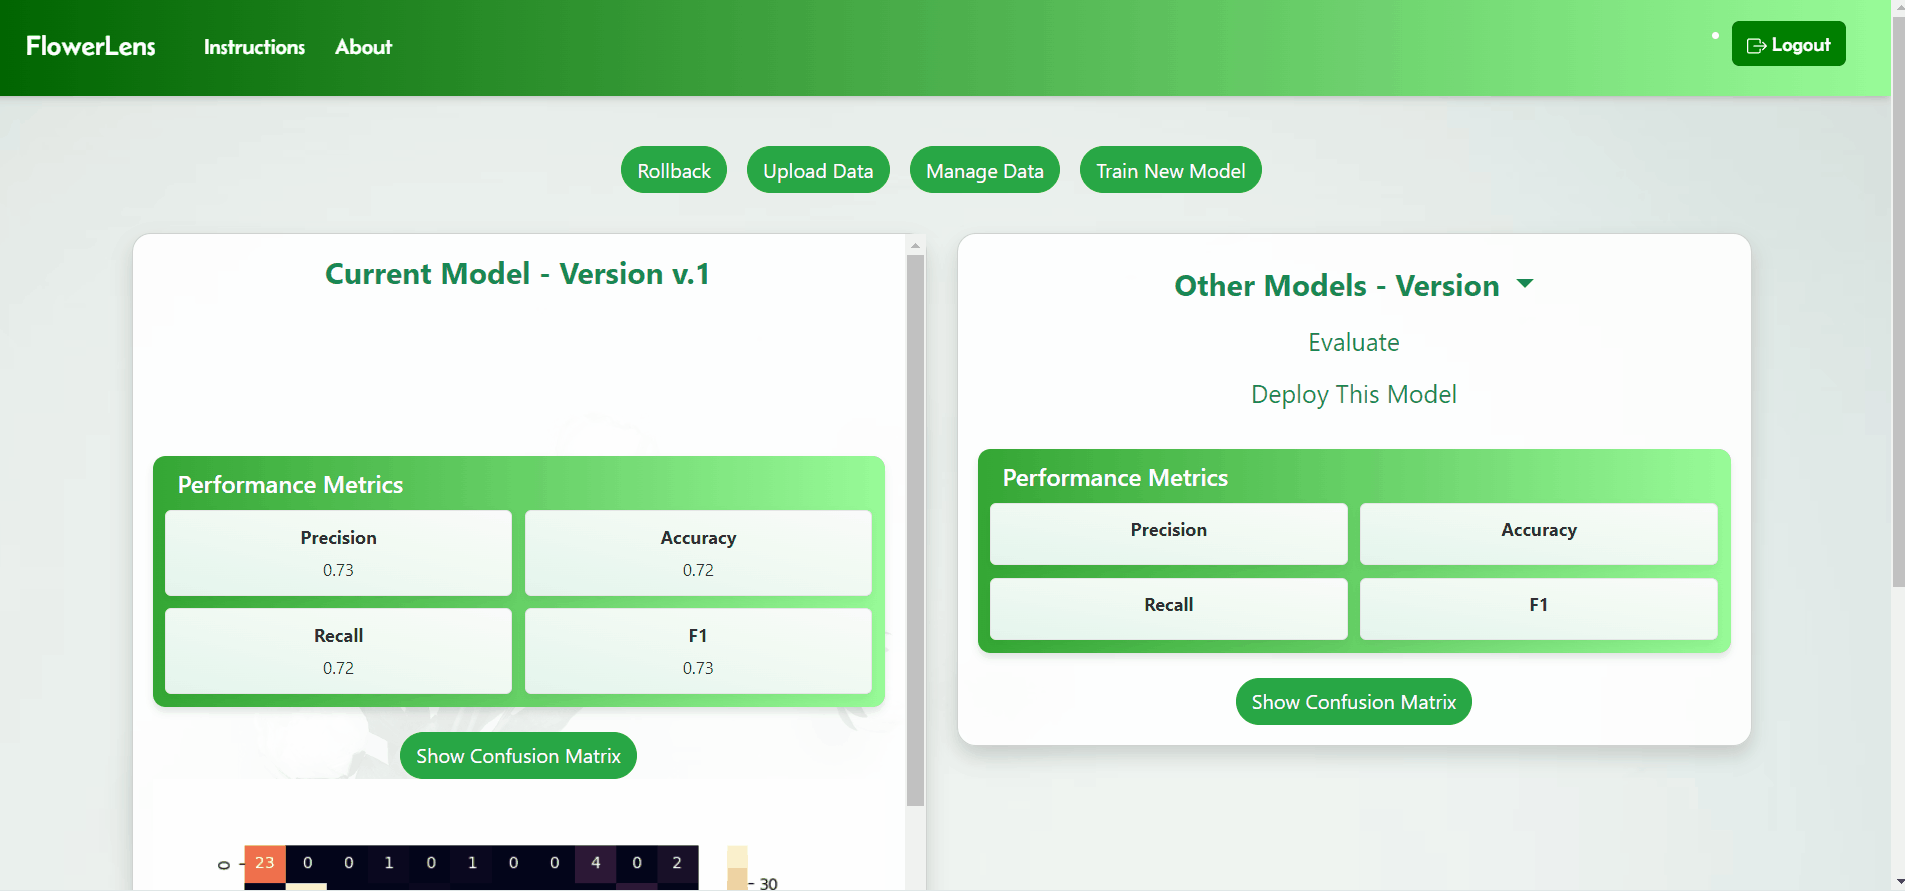 FlowerLens Instructions About Logout
Rollback Upload Data Manage Data Train New Model
Current Model - Version v.1
Performance Metrics
Precision Accuracy
0.73 0.72
Recall F1
0.72 0.73
Show Confusion Matrix
0 23 0 0 1 0 1 0 0 4 0 2
30
Other Models - Version
Evaluate
Deploy This Model
Performance Metrics
Precision Accuracy
Recall F1
Show Confusion Matrix